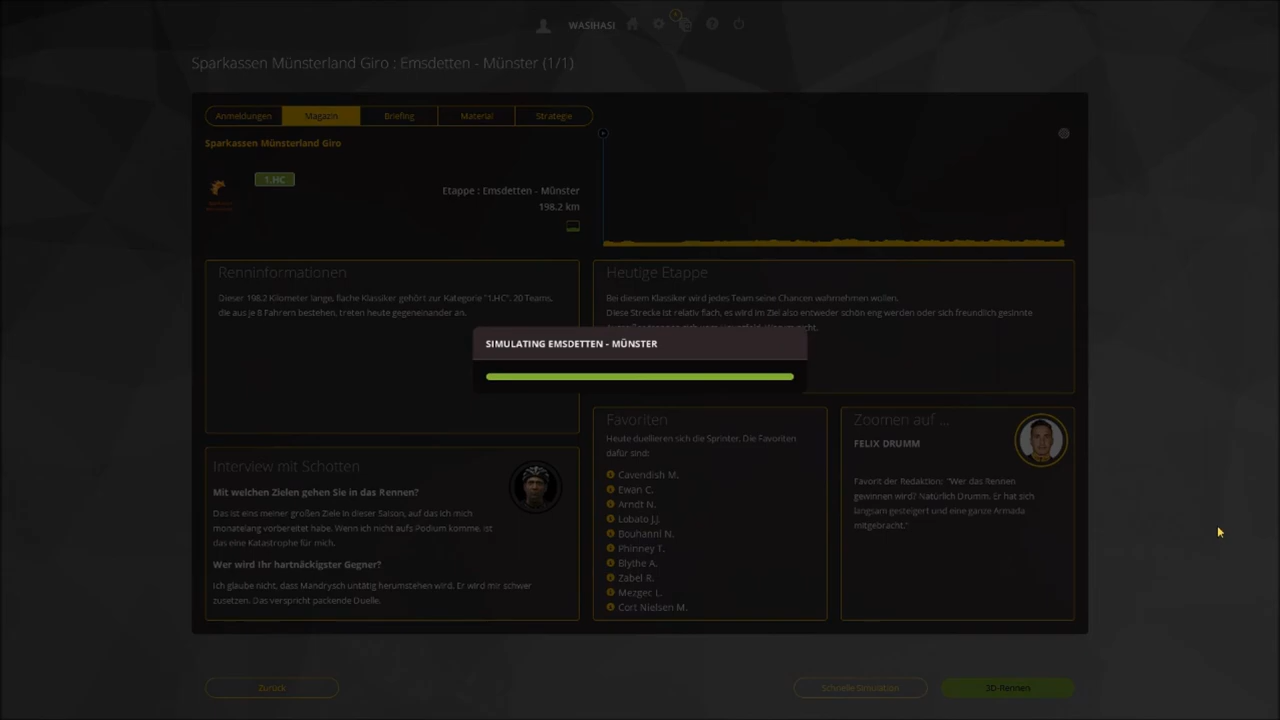 WASIHASI
Sparkassen Münsterland Giro : Emsdetten - Münster (1/1)
Anmeldungen
Magazin
Briefing
Material
Strategie
Sparkassen Münsterland Giro
1.HC
Etappe : Emsdetten - Münster
198.2 km
Renninformationen
Dieser 198.2 Kilometer lange, flache Klassiker gehört zur Kategorie "1.HC". 20 Teams,
die aus je 8 Fahrern bestehen, treten heute gegeneinander an.
Heutige Etappe
Bei diesem Klassiker wird jedes Team seine Chancen wahrnehmen wollen.
Diese Strecke ist relativ flach, es wird im Ziel also entweder schön eng werden oder sich freundlich gesinnte
nicht.
SIMULATING EMSDETTEN - MÜNSTER
Interview mit Schotten
Mit welchen Zielen gehen Sie in das Rennen?
Das ist eins meiner großen Ziele in dieser Saison, auf das ich mich
monatelang vorbereitet habe. Wenn ich nicht aufs Podium komme, ist
das eine Katastrophe für mich.
Wer wird Ihr hartnäckigster Gegner?
Ich glaube nicht, dass Mandrysch untätig herumstehen wird. Er wird mir schwer
zusetzen. Das verspricht packende Duelle.
Favoriten
Heute duellieren sich die Sprinter. Die Favoriten
dafür sind:
Cavendish M.
Ewan C.
Arndt N.
Lobato J.J.
Bouhanni N.
Phinney T.
Blythe A.
Zabel R.
Mezgec L.
Cort Nielsen M.
Zoomen auf ...
FELIX DRUMM
Favorit der Redaktion: "Wer das Rennen
gewinnen wird? Natürlich Drumm. Er hat sich
langsam gesteigert und eine ganze Armada
mitgebracht."
Zurück
Schnelle Simulation
3D-Rennen